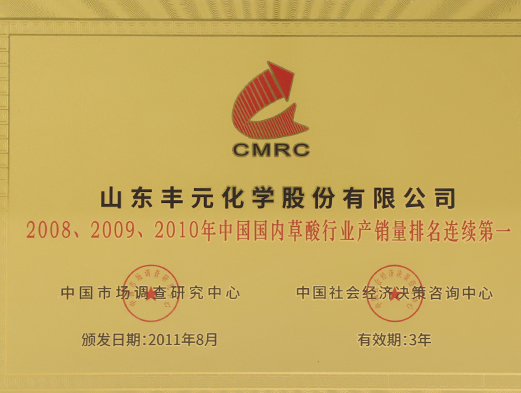 CMRC
山东丰元化学股份有限公司
2008、2009、2010年中国国内草酸行业产销量排名连续第一
中国市场调查研究中心 中国社会经济决策咨询中心
颁发日期:2011年8月 有效期:3年